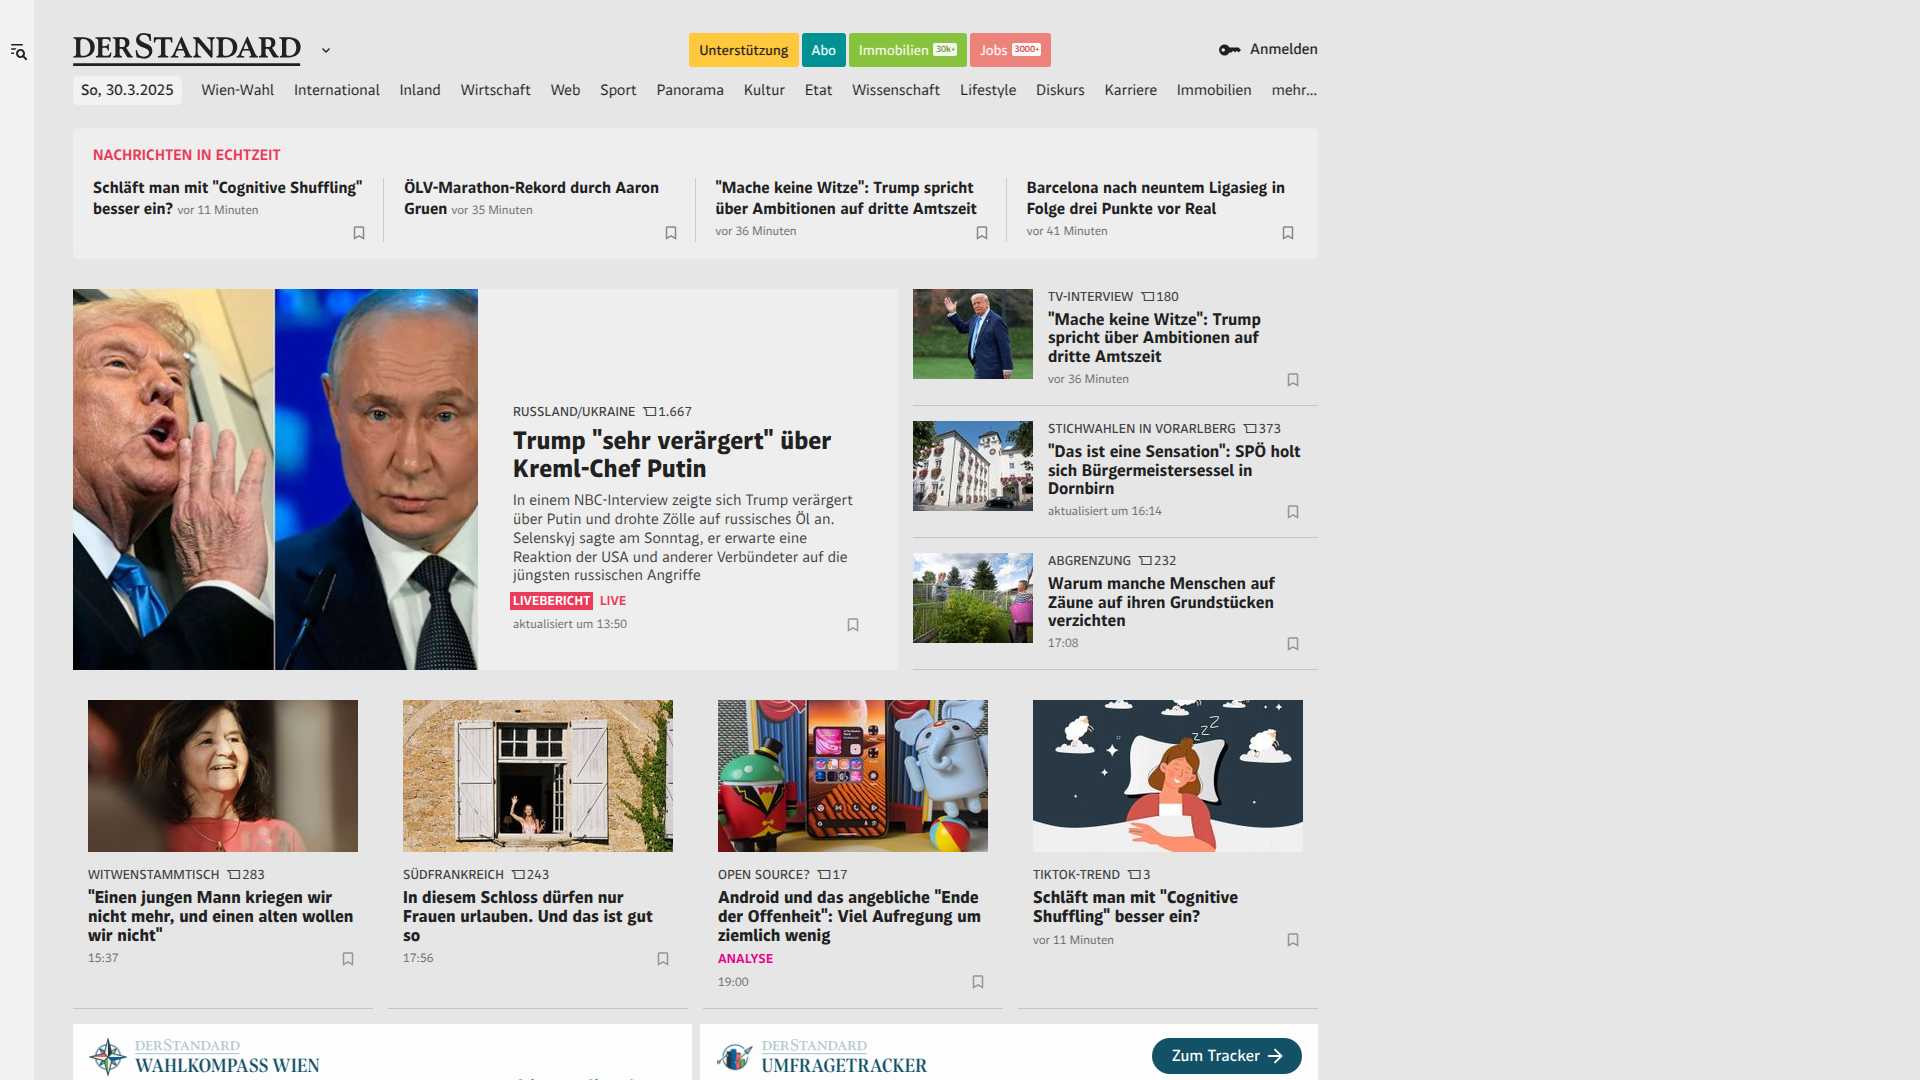 DERSTANDARD
Unterstützung
Abo
Immobilien 30k+
Jobs 3000+
Anmelden
So, 30.3.2025
Wien-Wahl
International
Inland
Wirtschaft
Web
Sport
Panorama
Kultur
Etat
Wissenschaft
Lifestyle
Diskurs
Karriere
Immobilien
mehr...
NACHRICHTEN IN ECHTZEIT
Schläft man mit "Cognitive Shuffling"
besser ein? vor 11 Minuten
ÖLV-Marathon-Rekord durch Aaron
Gruen vor 35 Minuten
"Mache keine Witze": Trump spricht
über Ambitionen auf dritte Amtszeit
vor 36 Minuten
Barcelona nach neuntem Ligasieg in
Folge drei Punkte vor Real
vor 41 Minuten
RUSSLAND/UKRAINE 1.667
Trump "sehr verärgert" über
Kreml-Chef Putin
In einem NBC-Interview zeigte sich Trump verärgert
über Putin und drohte Zölle auf russisches Öl an.
Selenskyj sagte am Sonntag, er erwarte eine
Reaktion der USA und anderer Verbündeter auf die
jüngsten russischen Angriffe
LIVEBERICHT LIVE
aktualisiert um 13:50
TV-INTERVIEW 180
"Mache keine Witze": Trump
spricht über Ambitionen auf
dritte Amtszeit
vor 36 Minuten
STICHWAHLEN IN VORARLBERG 373
"Das ist eine Sensation": SPÖ holt
sich Bürgermeistersessel in
Dornbirn
aktualisiert um 16:14
ABGRENZUNG 232
Warum manche Menschen auf
Zäune auf ihren Grundstücken
verzichten
17:08
WITWENSTAMMTISCH 283
"Einen jungen Mann kriegen wir
nicht mehr, und einen alten wollen
wir nicht"
15:37
SÜDFRANKREICH 243
In diesem Schloss dürfen nur
Frauen urlauben. Und das ist gut
so
17:56
OPEN SOURCE? 17
Android und das angebliche "Ende
der Offenheit": Viel Aufregung um
ziemlich wenig
ANALYSE
19:00
zZZ
TIKTOK-TREND 3
Schläft man mit "Cognitive
Shuffling" besser ein?
vor 11 Minuten
DERSTANDARD
WAHLKOMPASS WIEN
DERSTANDARD
UMFRAGETRACKER
Zum Tracker